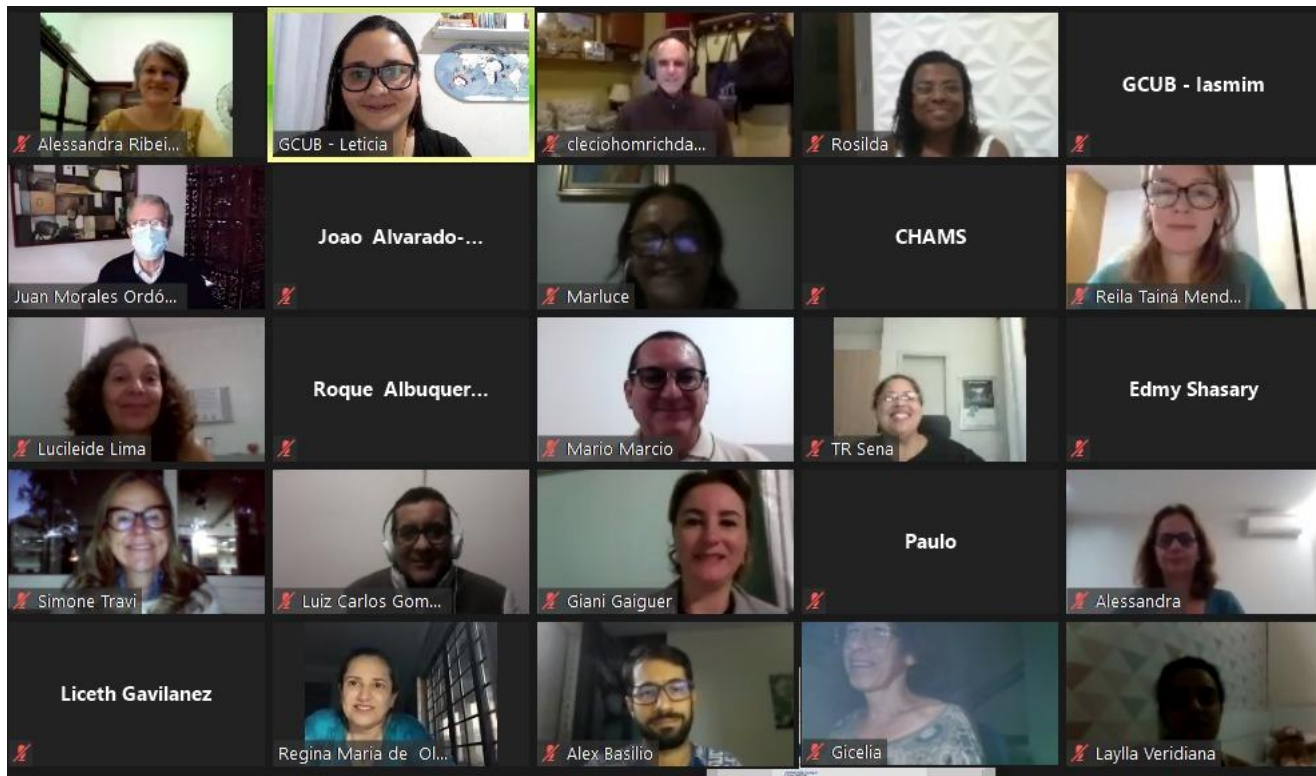 Alessandra Ribei...
GCUB - Leticia
cleciohomrichda...
Rosilda
GCUB - Iasmim
Juan Morales Ordó...
Joao Alvarado-...
Marluce
CHAMS
Reila Tainá Mend...
Lucileide Lima
Roque Albuquer...
Mario Marcio
TR Sena
Edmy Shasary
Simone Travi
Luiz Carlos Gom...
Giani Gaiguer
Paulo
Alessandra
Liceth Gavilanez
Regina Maria de Ol...
Alex Basilio
Gicelia
Laylla Veridiana